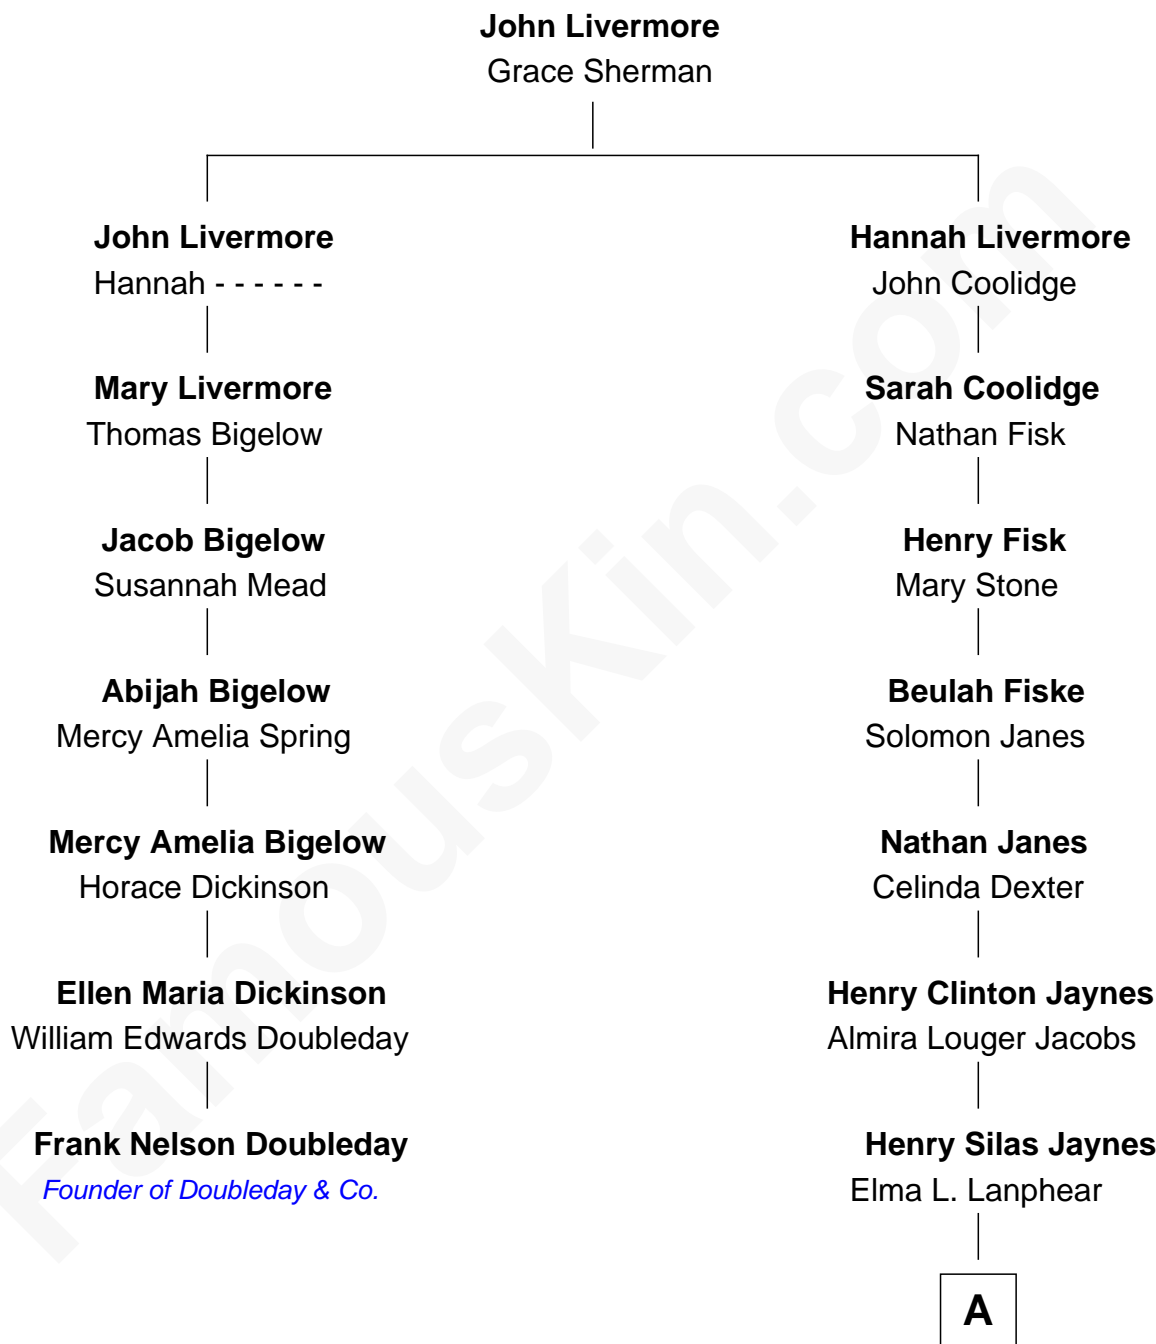 John Livermore
Grace Sherman
John Livermore
Hannah - - - - - -
Hannah Livermore
John Coolidge
Mary Livermore
Thomas Bigelow
Sarah Coolidge
Nathan Fisk
Jacob Bigelow
Susannah Mead
Henry Fisk
Mary Stone
Abijah Bigelow
Mercy Amelia Spring
Beulah Fiske
Solomon Janes
Mercy Amelia Bigelow
Horace Dickinson
Nathan Janes
Celinda Dexter
Ellen Maria Dickinson
William Edwards Doubleday
Henry Clinton Jaynes
Almira Louger Jacobs
Frank Nelson Doubleday
Founder of Doubleday & Co.
Henry Silas Jaynes
Elma L. Lanphear
A
FamousKin.com